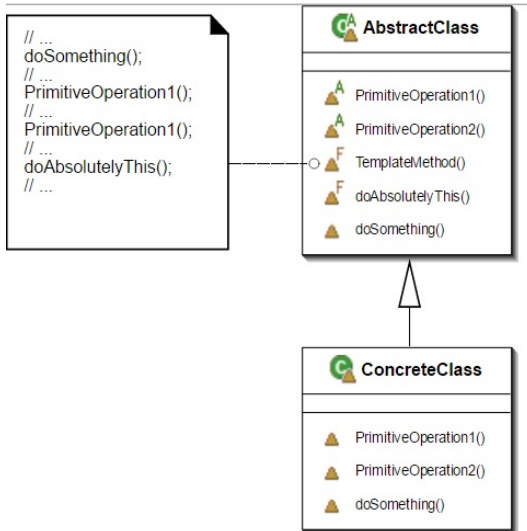 // ...
doSomething();
// ...
PrimitiveOperation1();
// ...
PrimitiveOperation1();
// ...
doAbsolutelyThis();
// ...
C A AbstractClass
A PrimitiveOperation1()
A PrimitiveOperation2()
F TemplateMethod()
F doAbsolutelyThis()
doSomething()
C ConcreteClass
PrimitiveOperation1()
PrimitiveOperation2()
doSomething()